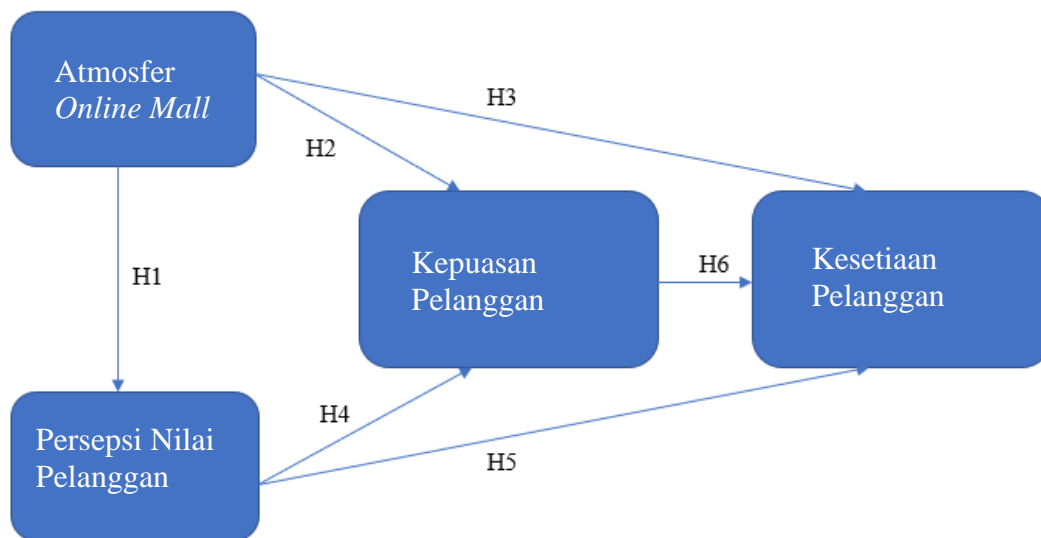 Atmosfer
Online Mall
H3
H2
Kepuasan
Pelanggan
H6
Kesetiaan
Pelanggan
H1
Persepsi Nilai
Pelanggan
H4
H5